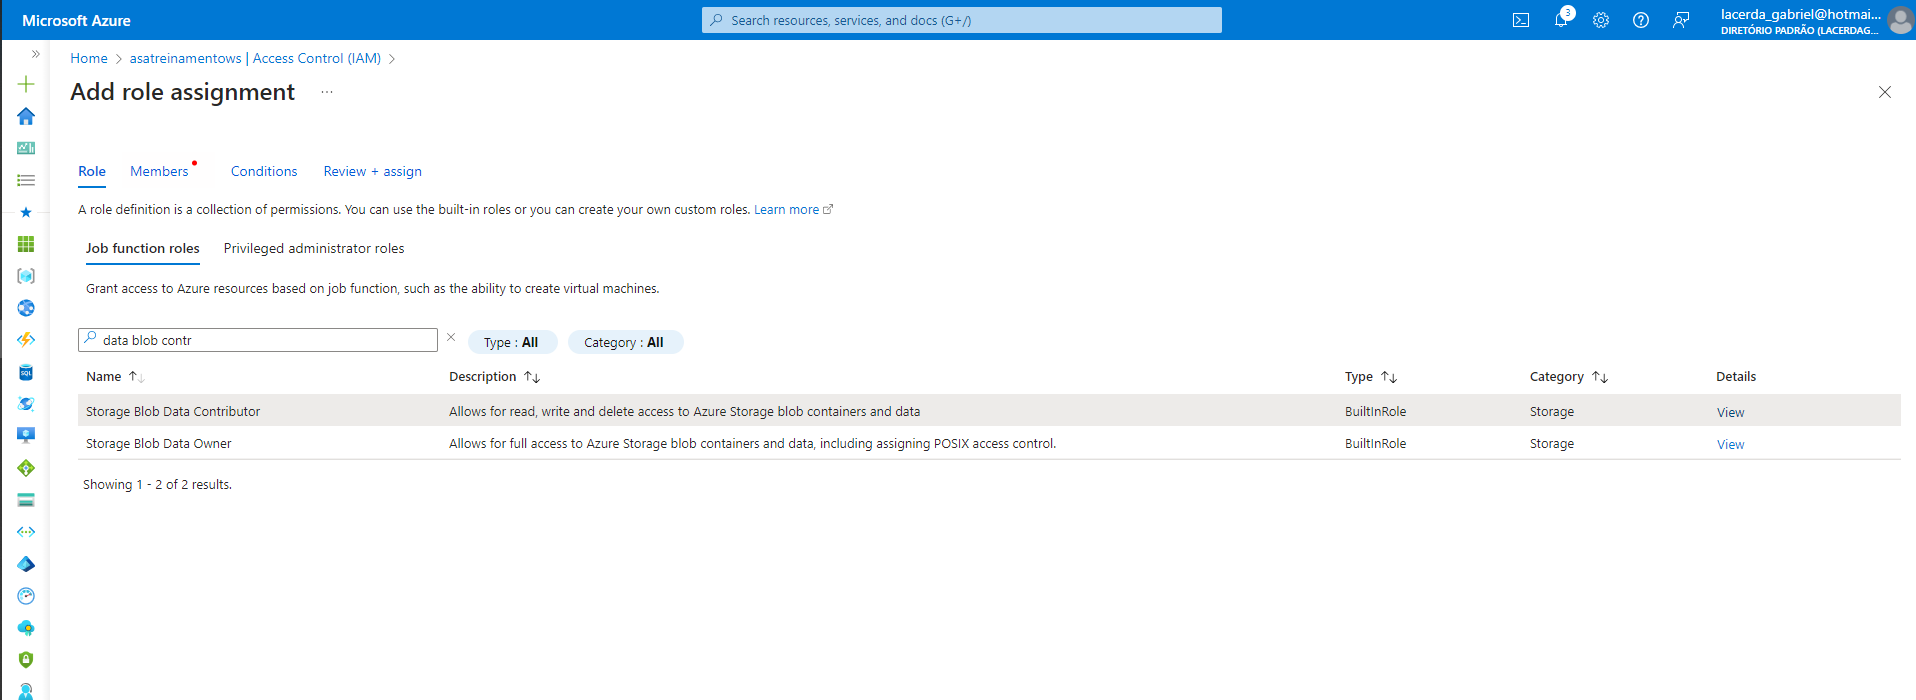 Microsoft Azure
Search resources, services, and docs (G+/)
3
lacerda_gabriel@hotmai...
DIRETÓRIO PADRÃO (LACERDAG...
Home > asatreinamentows | Access Control (IAM) >
Add role assignment ...
Role Members Conditions Review + assign
A role definition is a collection of permissions. You can use the built-in roles or you can create your own custom roles. Learn more
Job function roles Privileged administrator roles
Grant access to Azure resources based on job function, such as the ability to create virtual machines.
data blob contr Type : All Category : All
Name Description Type Category Details
Storage Blob Data Contributor Allows for read, write and delete access to Azure Storage blob containers and data BuiltInRole Storage View
Storage Blob Data Owner Allows for full access to Azure Storage blob containers and data, including assigning POSIX access control. BuiltInRole Storage View
Showing 1 - 2 of 2 results.